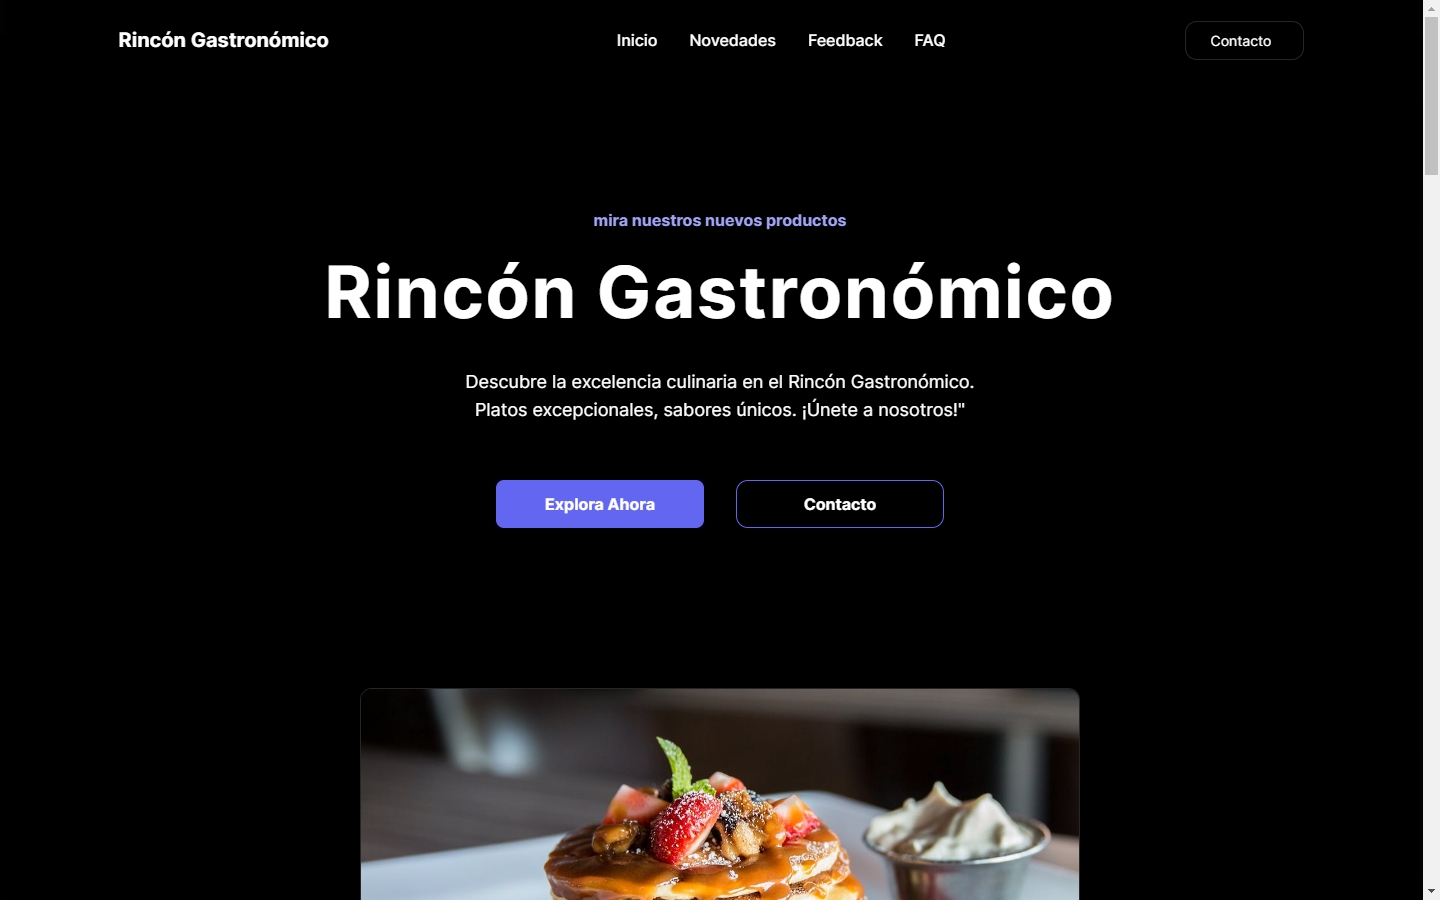 Rincón Gastronómico
Inicio
Novedades
Feedback
FAQ
Contacto
mira nuestros nuevos productos
Rincón Gastronómico
Descubre la excelencia culinaria en el Rincón Gastronómico.
Platos excepcionales, sabores únicos. ¡Únete a nosotros!"
Explora Ahora
Contacto